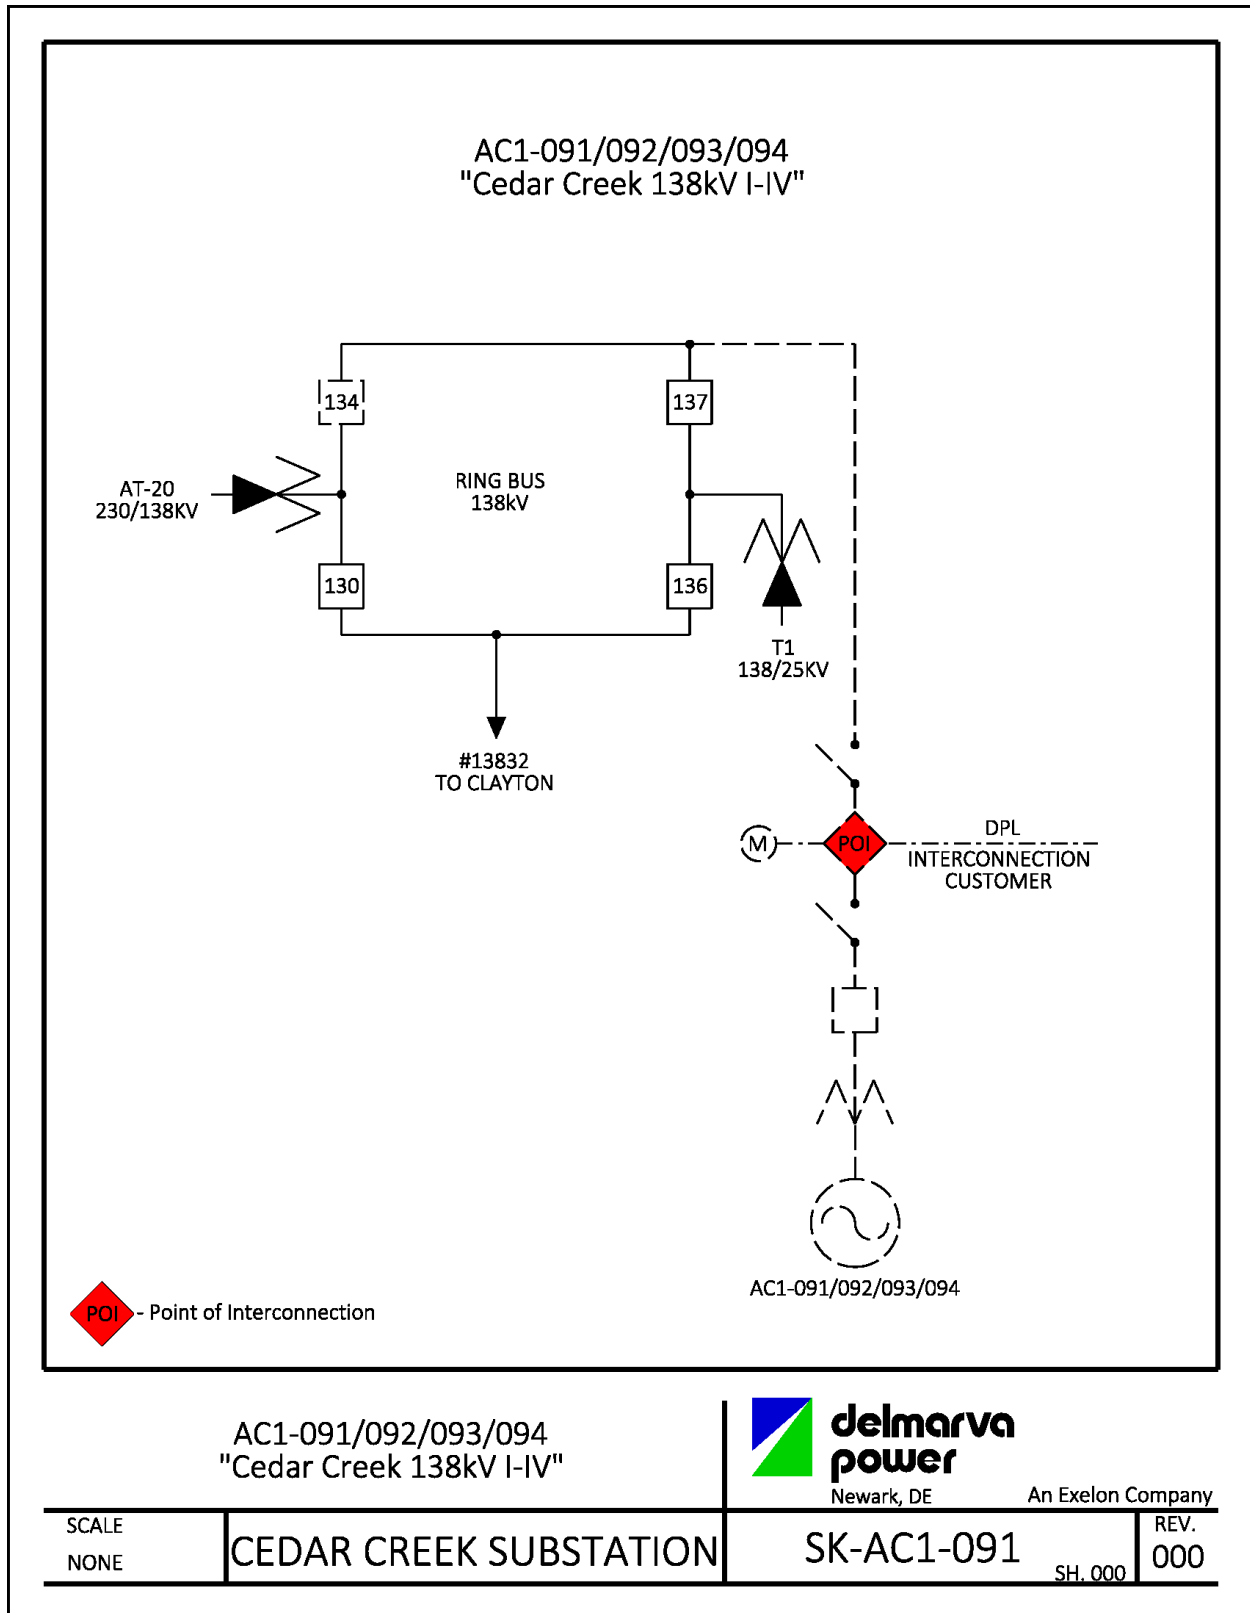 AC1-091/092/093/094
"Cedar Creek 138kV I-IV"
134
137
AT-20
230/138KV
RING BUS
138kV
130
136
T1
138/25KV
#13832
TO CLAYTON
M
POI
DPL
INTERCONNECTION
CUSTOMER
AC1-091/092/093/094
POI - Point of Interconnection
AC1-091/092/093/094
"Cedar Creek 138kV I-IV"
delmarva
power
Newark, DE
An Exelon Company
SCALE
NONE
CEDAR CREEK SUBSTATION
SK-AC1-091
SH. 000
REV.
000